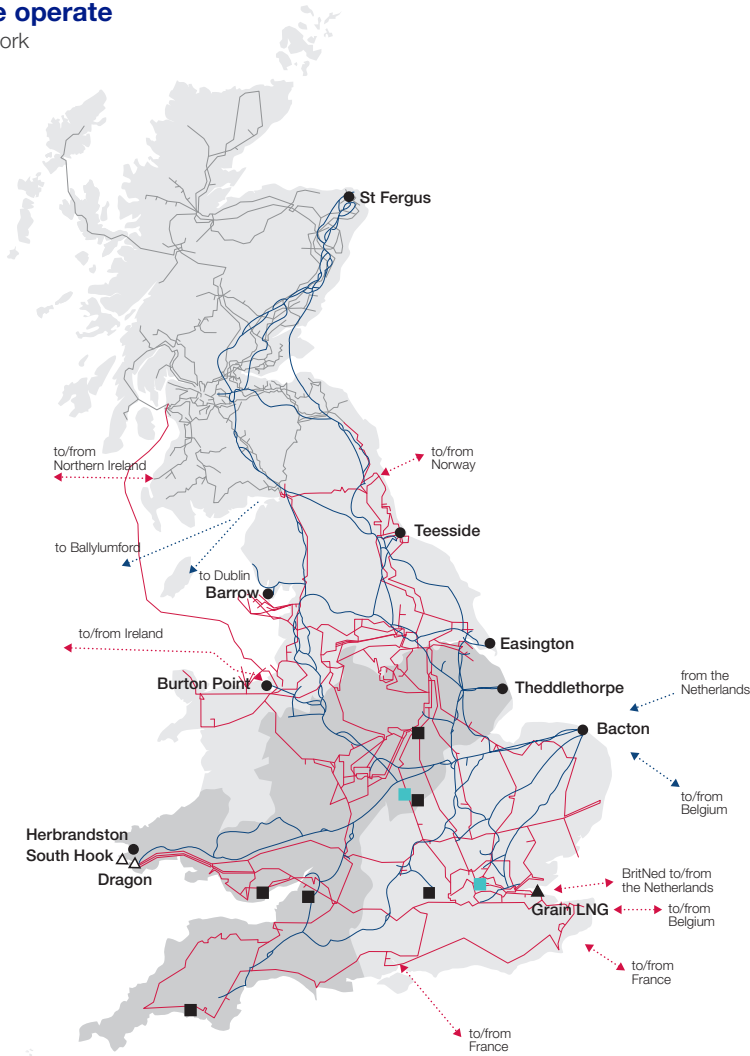 e operate
ork
St Fergus
to/from
Northern Ireland
to/from
Norway
Teesside
to Ballylumford
to Dublin
Barrow
to/from Ireland
Easington
Burton Point
Theddlethorpe
from the
Netherlands
Bacton
to/from
Belgium
Herbrandston
South Hook
Dragon
BritNed to/from
the Netherlands
Grain LNG
to/from
Belgium
to/from
France
to/from
France